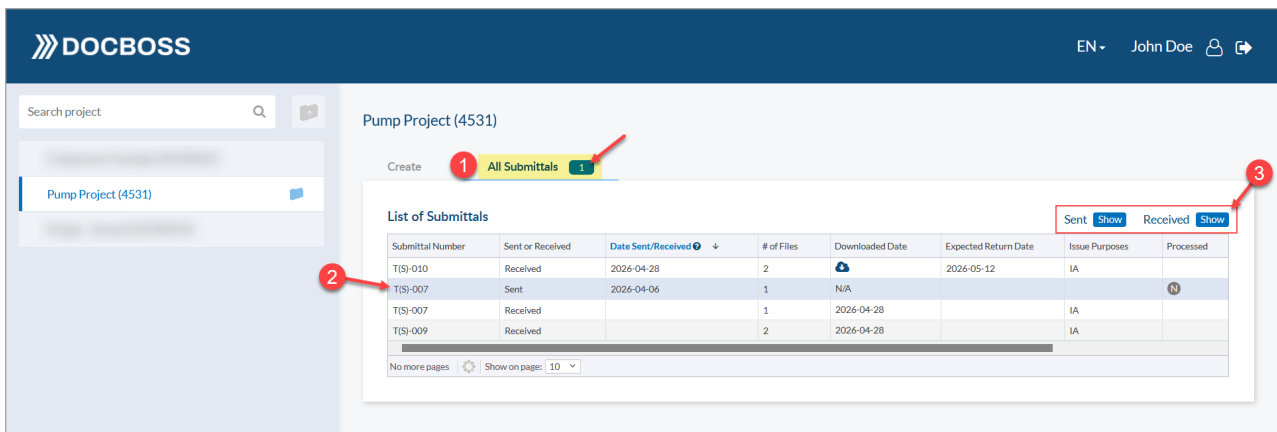 DOCBOSS
EN
John Doe
Search project
Pump Project (4531)
Pump Project (4531)
Create
1
All Submittals 1
3
List of Submittals
Sent Show Received Show
Submittal Number Sent or Received Date Sent/Received # of Files Downloaded Date Expected Return Date Issue Purposes Processed
T(S)-010 Received 2026-04-28 2 2026-05-12 IA
2
T(S)-007 Sent 2026-04-06 1 N/A N
T(S)-007 Received 1 2026-04-28 IA
T(S)-009 Received 2 2026-04-28 IA
No more pages Show on page: 10